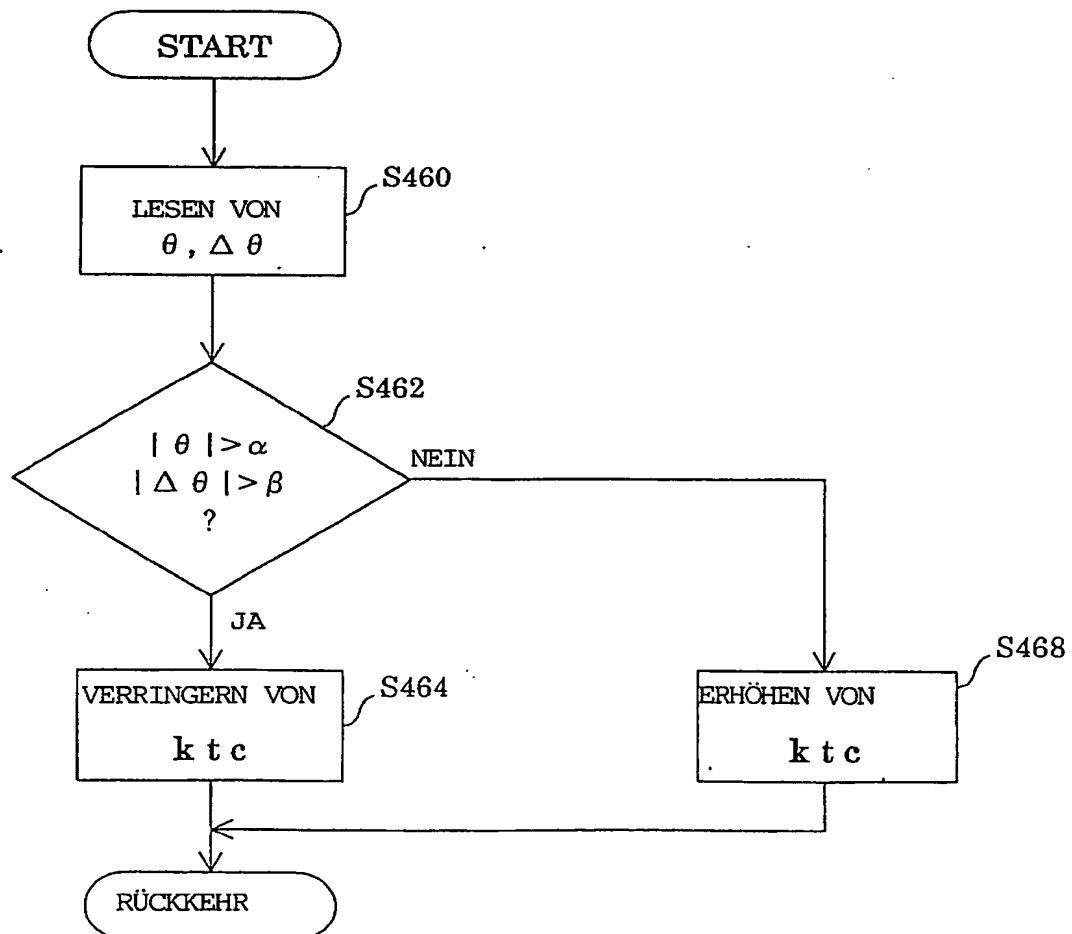 START
S460
LESEN VON
θ , Δ θ
S462
| θ | > α
| Δ θ | > β
?
NEIN
JA
S464
VERRINGERN VON
k t c
S468
ERHÖHEN VON
k t c
RÜCKKEHR